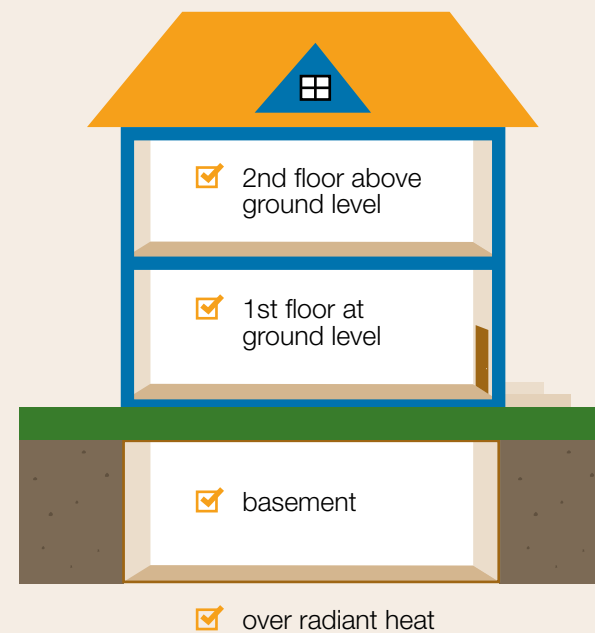 2nd floor above
ground level
1st floor at
ground level
basement
over radiant heat